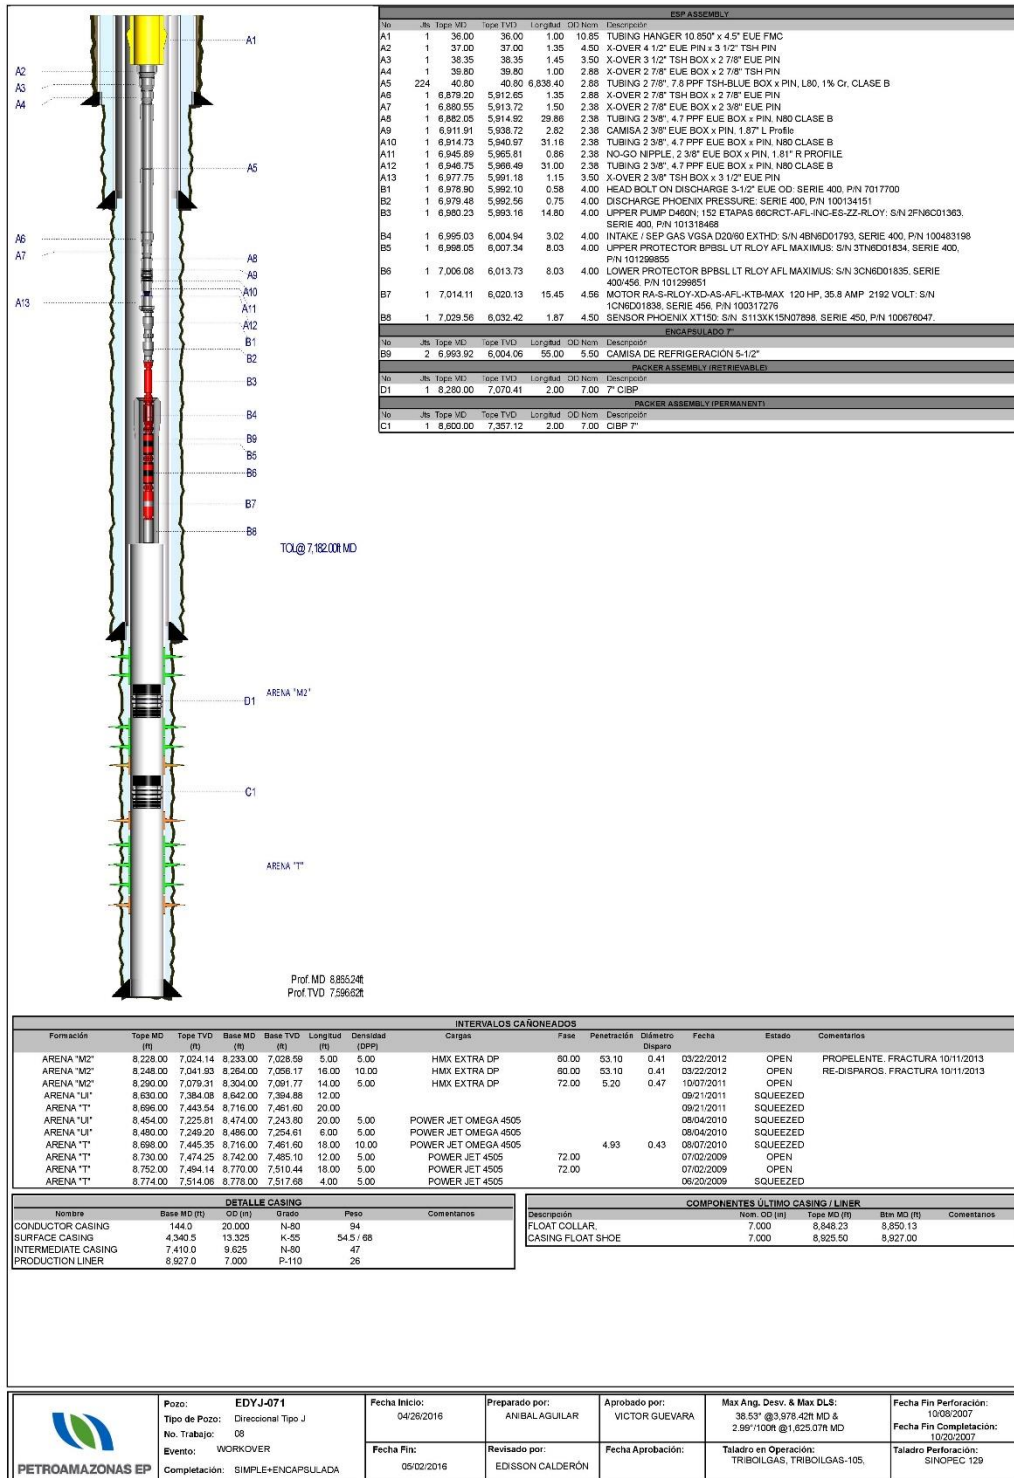 ESP ASSEMBLY
No Jts Tope MD Tope TVD Longitud OD Nom Descripción
A1 1 36.00 36.00 1.00 10.85 TUBING HANGER 10.850" x 4.5" EUE FMC
A2 1 37.00 37.00 1.35 4.50 X-OVER 4 1/2" EUE PIN x 3 1/2" TSH PIN
A3 1 38.35 38.35 1.45 3.50 X-OVER 3 1/2" TSH BOX x 2 7/8" EUE PIN
A4 1 39.80 39.80 1.00 2.88 X-OVER 2 7/8" EUE BOX x 2 7/8" TSH PIN
A5 224 40.80 40.80 6,838.40 2.88 TUBING 2 7/8", 7.8 PPF TSH-BLUE BOX x PIN, L80, 1% Cr, CLASE B
A6 1 6,879.20 5,912.65 1.35 2.88 X-OVER 2 7/8" TSH BOX x 2 7/8" EUE PIN
A7 1 6,880.55 5,913.72 1.50 2.38 X-OVER 2 7/8" EUE BOX x 2 3/8" EUE PIN
A8 1 6,882.05 5,914.92 29.86 2.38 TUBING 2 3/8", 4.7 PPF EUE BOX x PIN, N80 CLASE B
A9 1 6,911.91 5,938.72 2.82 2.38 CAMISA 2 3/8" EUE BOX x PIN, 1.87" L Profile
A10 1 6,914.73 5,940.97 31.16 2.38 TUBING 2 3/8", 4.7 PPF EUE BOX x PIN, N80 CLASE B
A11 1 6,945.89 5,965.81 0.86 2.38 NO-GO NIPPLE, 2 3/8" EUE BOX x PIN, 1.81" R PROFILE
A12 1 6,946.75 5,966.49 31.00 2.38 TUBING 2 3/8", 4.7 PPF EUE BOX x PIN, N80 CLASE B
A13 1 6,977.75 5,991.18 1.15 3.50 X-OVER 2 3/8" TSH BOX x 3 1/2" EUE PIN
B1 1 6,978.90 5,992.10 0.58 4.00 HEAD BOLT ON DISCHARGE 3-1/2" EUE OD: SERIE 400, P/N 7017700
B2 1 6,979.48 5,992.56 0.75 4.00 DISCHARGE PHOENIX PRESSURE: SERIE 400, P/N 100134151
B3 1 6,980.23 5,993.16 14.80 4.00 UPPER PUMP D460N; 152 ETAPAS 66CRCT-AFL-INC-ES-ZZ-RLOY: S/N 2FN6C01363,
SERIE 400, P/N 101318468
B4 1 6,995.03 6,004.94 3.02 4.00 INTAKE / SEP GAS VGSA D20/60 EXTHD: S/N 4BN6D01793, SERIE 400, P/N 100483198
B5 1 6,998.05 6,007.34 8.03 4.00 UPPER PROTECTOR BPBSL UT RLOY AFL MAXIMUS: S/N 3TN6D01834, SERIE 400,
P/N 101299855
B6 1 7,006.08 6,013.73 8.03 4.00 LOWER PROTECTOR BPBSL LT RLOY AFL MAXIMUS: S/N 3CN6D01835, SERIE
400/456, P/N 101299851
B7 1 7,014.11 6,020.13 15.45 4.56 MOTOR RA-S-RLOY-XD-AS-AFL-KTB-MAX 120 HP, 35.8 AMP 2192 VOLT: S/N
1CN6D01838, SERIE 456, P/N 100317276
B8 1 7,029.56 6,032.42 1.87 4.50 SENSOR PHOENIX XT150: S/N S113XK15N07898, SERIE 450, P/N 100676047.
ENCAPSULADO 7"
No Jts Tope MD Tope TVD Longitud OD Nom Descripción
B9 2 6,993.92 6,004.06 55.00 5.50 CAMISA DE REFRIGERACIÓN 5-1/2"
PACKER ASSEMBLY (RETRIEVABLE)
No Jts Tope MD Tope TVD Longitud OD Nom Descripción
D1 1 8,280.00 7,070.41 2.00 7.00 7" CIBP
PACKER ASSEMBLY (PERMANENT)
No Jts Tope MD Tope TVD Longitud OD Nom Descripción
C1 1 8,600.00 7,357.12 2.00 7.00 CIBP 7"
A1
A2
A3
A4
A5
A6
A7
A8
A9
A10
A13
A11
A12
B1
B2
B3
B4
B9
B5
B6
B7
B8
TOL@ 7,182.00ft MD
D1
ARENA "M2"
C1
ARENA "T"
Prof. MD 8,865.24ft
Prof. TVD 7,596.62ft
INTERVALOS CAÑONEADOS
Formación Tope MD (ft) Tope TVD (ft) Base MD (ft) Base TVD (ft) Longitud (ft) Densidad (DPP) Cargas Fase Penetración Diámetro Disparo Fecha Estado Comentarios
ARENA "M2" 8,228.00 7,024.14 8,233.00 7,028.59 5.00 5.00 HMX EXTRA DP 60.00 53.10 0.41 03/22/2012 OPEN PROPELENTE. FRACTURA 10/11/2013
ARENA "M2" 8,248.00 7,041.93 8,264.00 7,056.17 16.00 10.00 HMX EXTRA DP 60.00 53.10 0.41 03/22/2012 OPEN RE-DISPAROS. FRACTURA 10/11/2013
ARENA "M2" 8,290.00 7,079.31 8,304.00 7,091.77 14.00 5.00 HMX EXTRA DP 72.00 5.20 0.47 10/07/2011 OPEN
ARENA "UI" 8,630.00 7,384.08 8,642.00 7,394.88 12.00 09/21/2011 SQUEEZED
ARENA "T" 8,696.00 7,443.54 8,716.00 7,461.60 20.00 09/21/2011 SQUEEZED
ARENA "UI" 8,454.00 7,225.81 8,474.00 7,243.80 20.00 5.00 POWER JET OMEGA 4505 08/04/2010 SQUEEZED
ARENA "UI" 8,480.00 7,249.20 8,486.00 7,254.61 6.00 5.00 POWER JET OMEGA 4505 08/04/2010 SQUEEZED
ARENA "T" 8,698.00 7,445.35 8,716.00 7,461.60 18.00 10.00 POWER JET OMEGA 4505 4.93 0.43 08/07/2010 SQUEEZED
ARENA "T" 8,730.00 7,474.25 8,742.00 7,485.10 12.00 5.00 POWER JET 4505 72.00 07/02/2009 OPEN
ARENA "T" 8,752.00 7,494.14 8,770.00 7,510.44 18.00 5.00 POWER JET 4505 72.00 07/02/2009 OPEN
ARENA "T" 8,774.00 7,514.06 8,778.00 7,517.68 4.00 5.00 POWER JET 4505 06/20/2009 SQUEEZED
DETALLE CASING
Nombre Base MD (ft) OD (in) Grado Peso Comentarios
CONDUCTOR CASING 144.0 20.000 N-80 94
SURFACE CASING 4,340.5 13.325 K-55 54.5 / 68
INTERMEDIATE CASING 7,410.0 9.625 N-80 47
PRODUCTION LINER 8,927.0 7.000 P-110 26
COMPONENTES ÚLTIMO CASING / LINER
Descripción Nom. OD (in) Tope MD (ft) Btm MD (ft) Comentarios
FLOAT COLLAR, 7.000 8,848.23 8,850.13
CASING FLOAT SHOE 7.000 8,925.50 8,927.00
PETROAMAZONAS EP
Pozo: EDYJ-071
Tipo de Pozo: Direccional Tipo J
No. Trabajo: 08
Evento: WORKOVER
Completación: SIMPLE+ENCAPSULADA
Fecha Inicio:
04/26/2016
Fecha Fin:
05/02/2016
Preparado por:
ANIBAL AGUILAR
Revisado por:
EDISSON CALDERÓN
Aprobado por:
VICTOR GUEVARA
Fecha Aprobación:
Max Ang. Desv. & Max DLS:
38.53° @3,978.42ft MD &
2.99°/100ft @1,625.07ft MD
Taladro en Operación:
TRIBOILGAS, TRIBOILGAS-105,
Fecha Fin Perforación:
10/08/2007
Fecha Fin Completación:
10/20/2007
Taladro Perforación:
SINOPEC 129